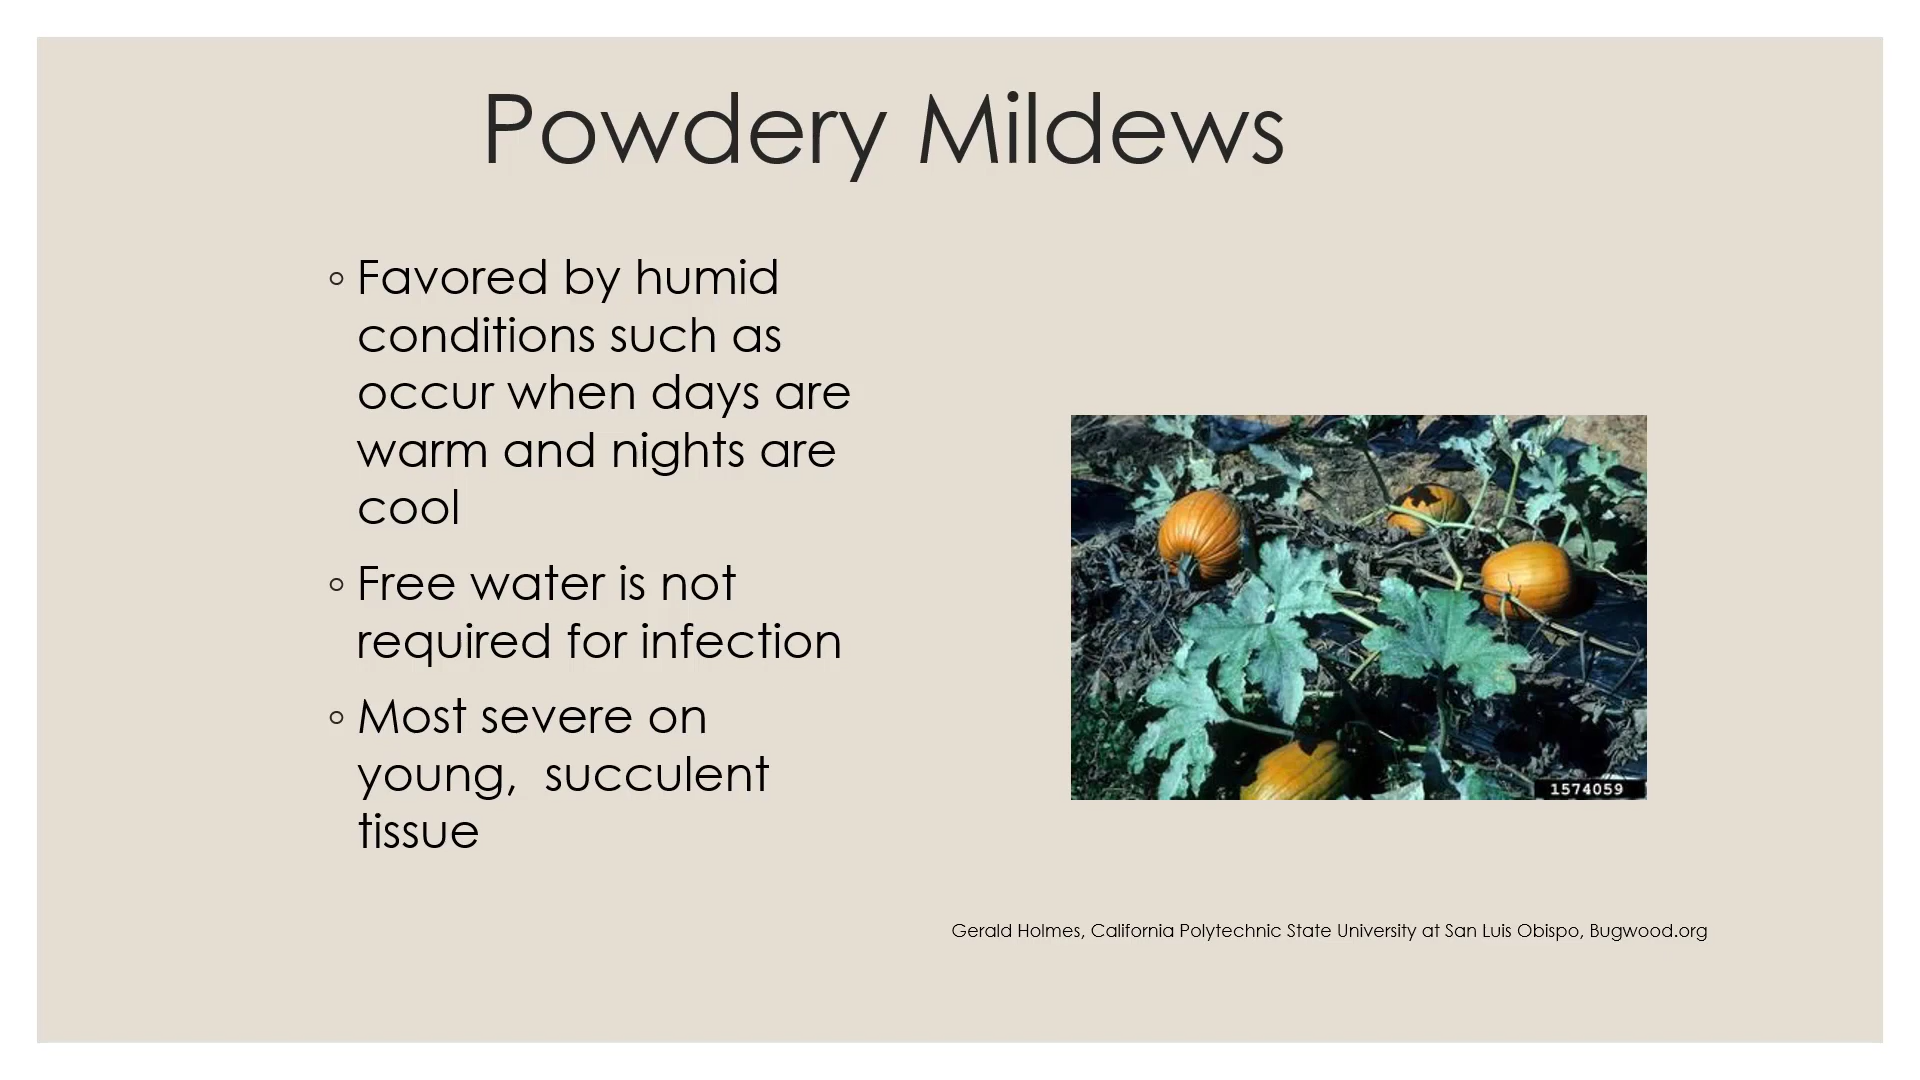 Powdery Mildews
◦ Favored by humid
conditions such as
occur when days are
warm and nights are
cool
◦ Free water is not
required for infection
◦ Most severe on
young,  succulent
tissue
1574059
Gerald Holmes, California Polytechnic State University at San Luis Obispo, Bugwood.org